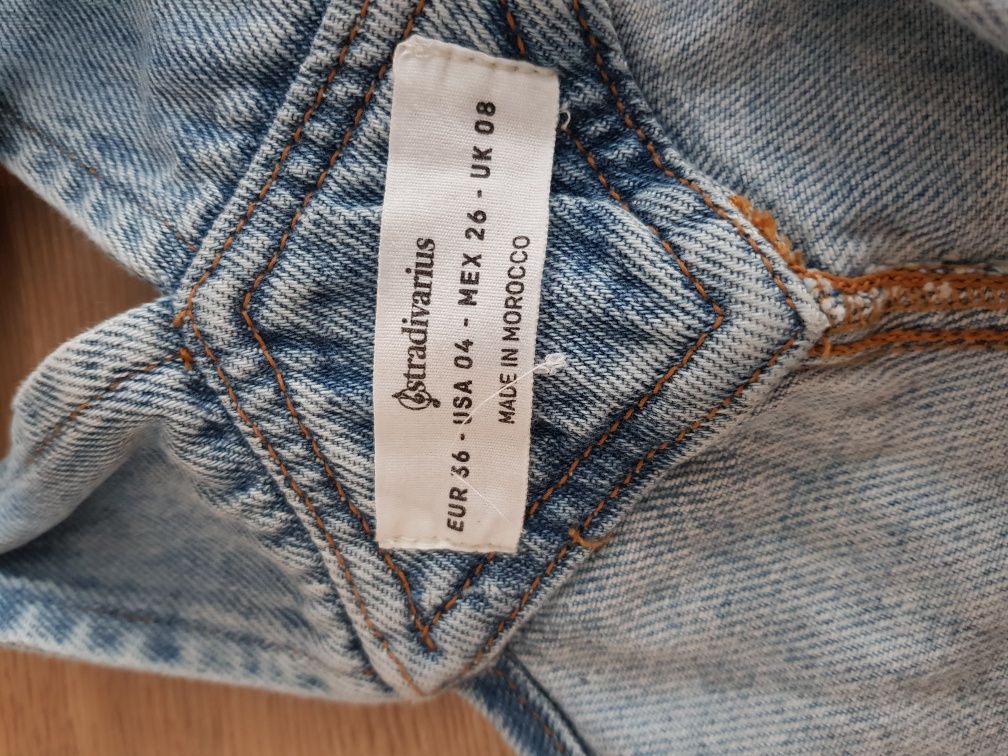 Stradivarius
EUR 36 - USA 04 - MEX 26 - UK 08
MADE IN MOROCCO